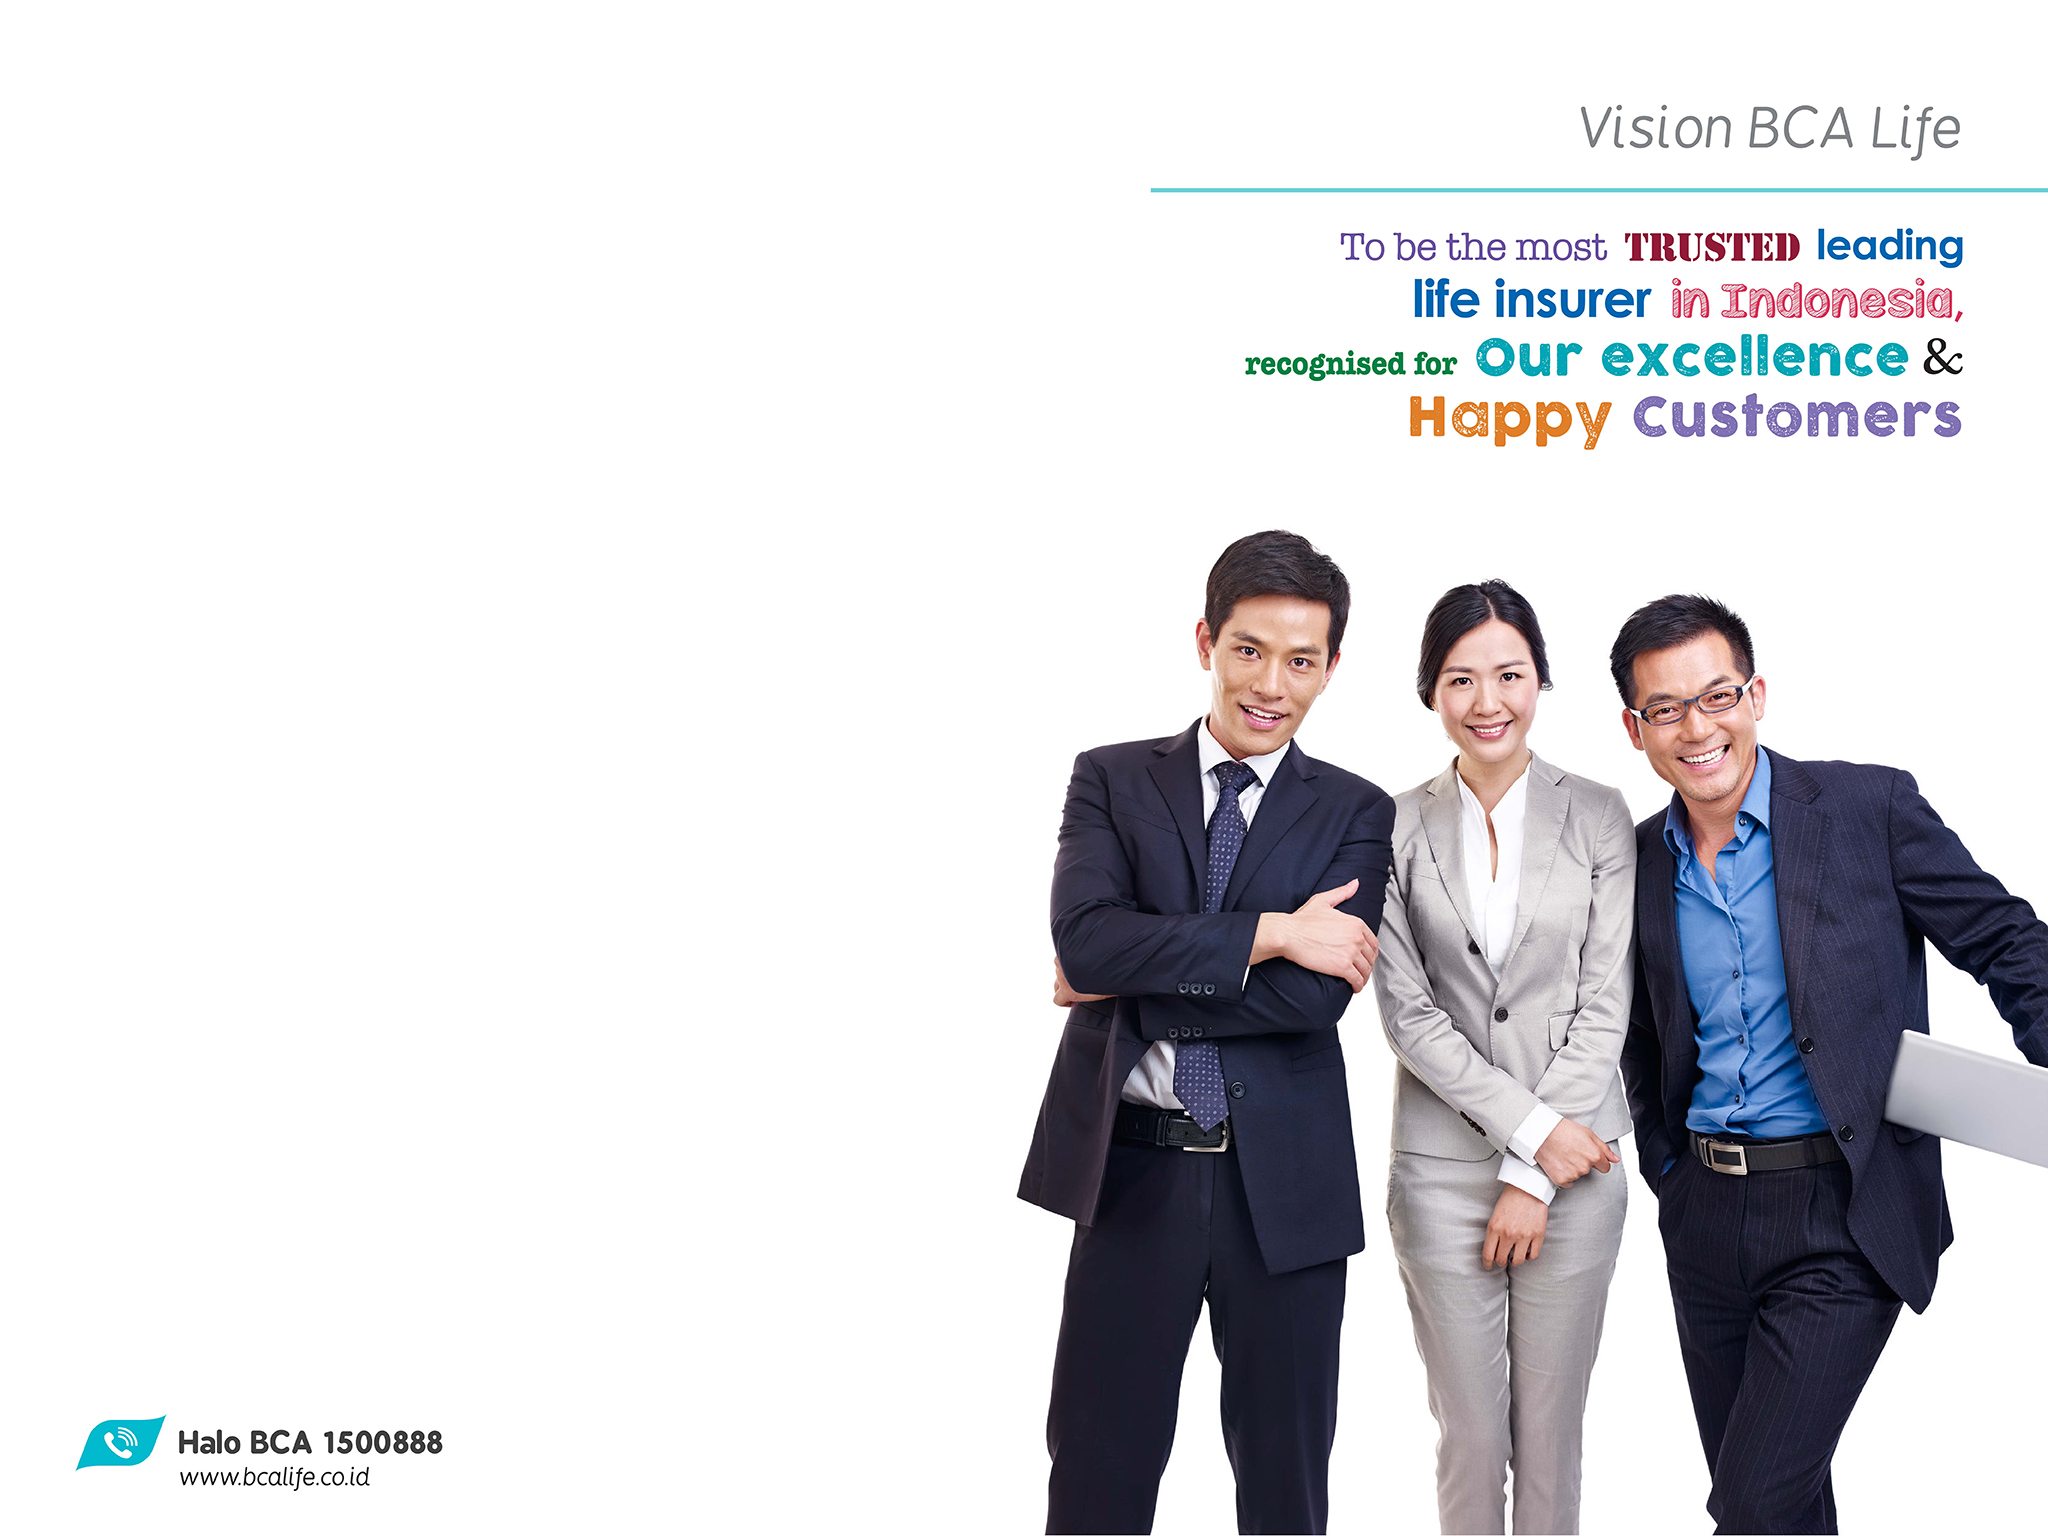 Vision BCA Life
To be the most TRUSTED leading
life insurer in Indonesia,
recognised for Our excellence &
Happy Customers
Halo BCA 1500888
www.bcalife.co.id